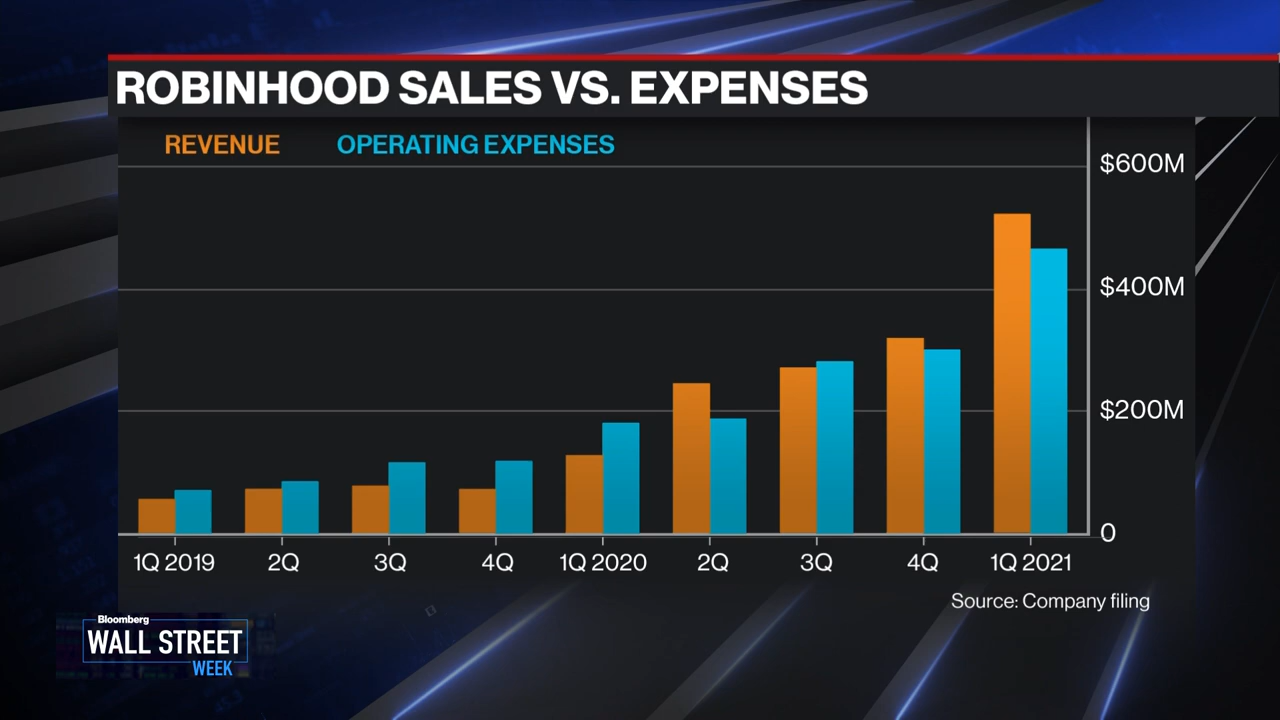 ROBINHOOD SALES VS. EXPENSES
REVENUE OPERATING EXPENSES
$600M
$400M
$200M
0
1Q 2019 2Q 3Q 4Q 1Q 2020 2Q 3Q 4Q 1Q 2021
Source: Company filing
Bloomberg
WALL STREET
WEEK